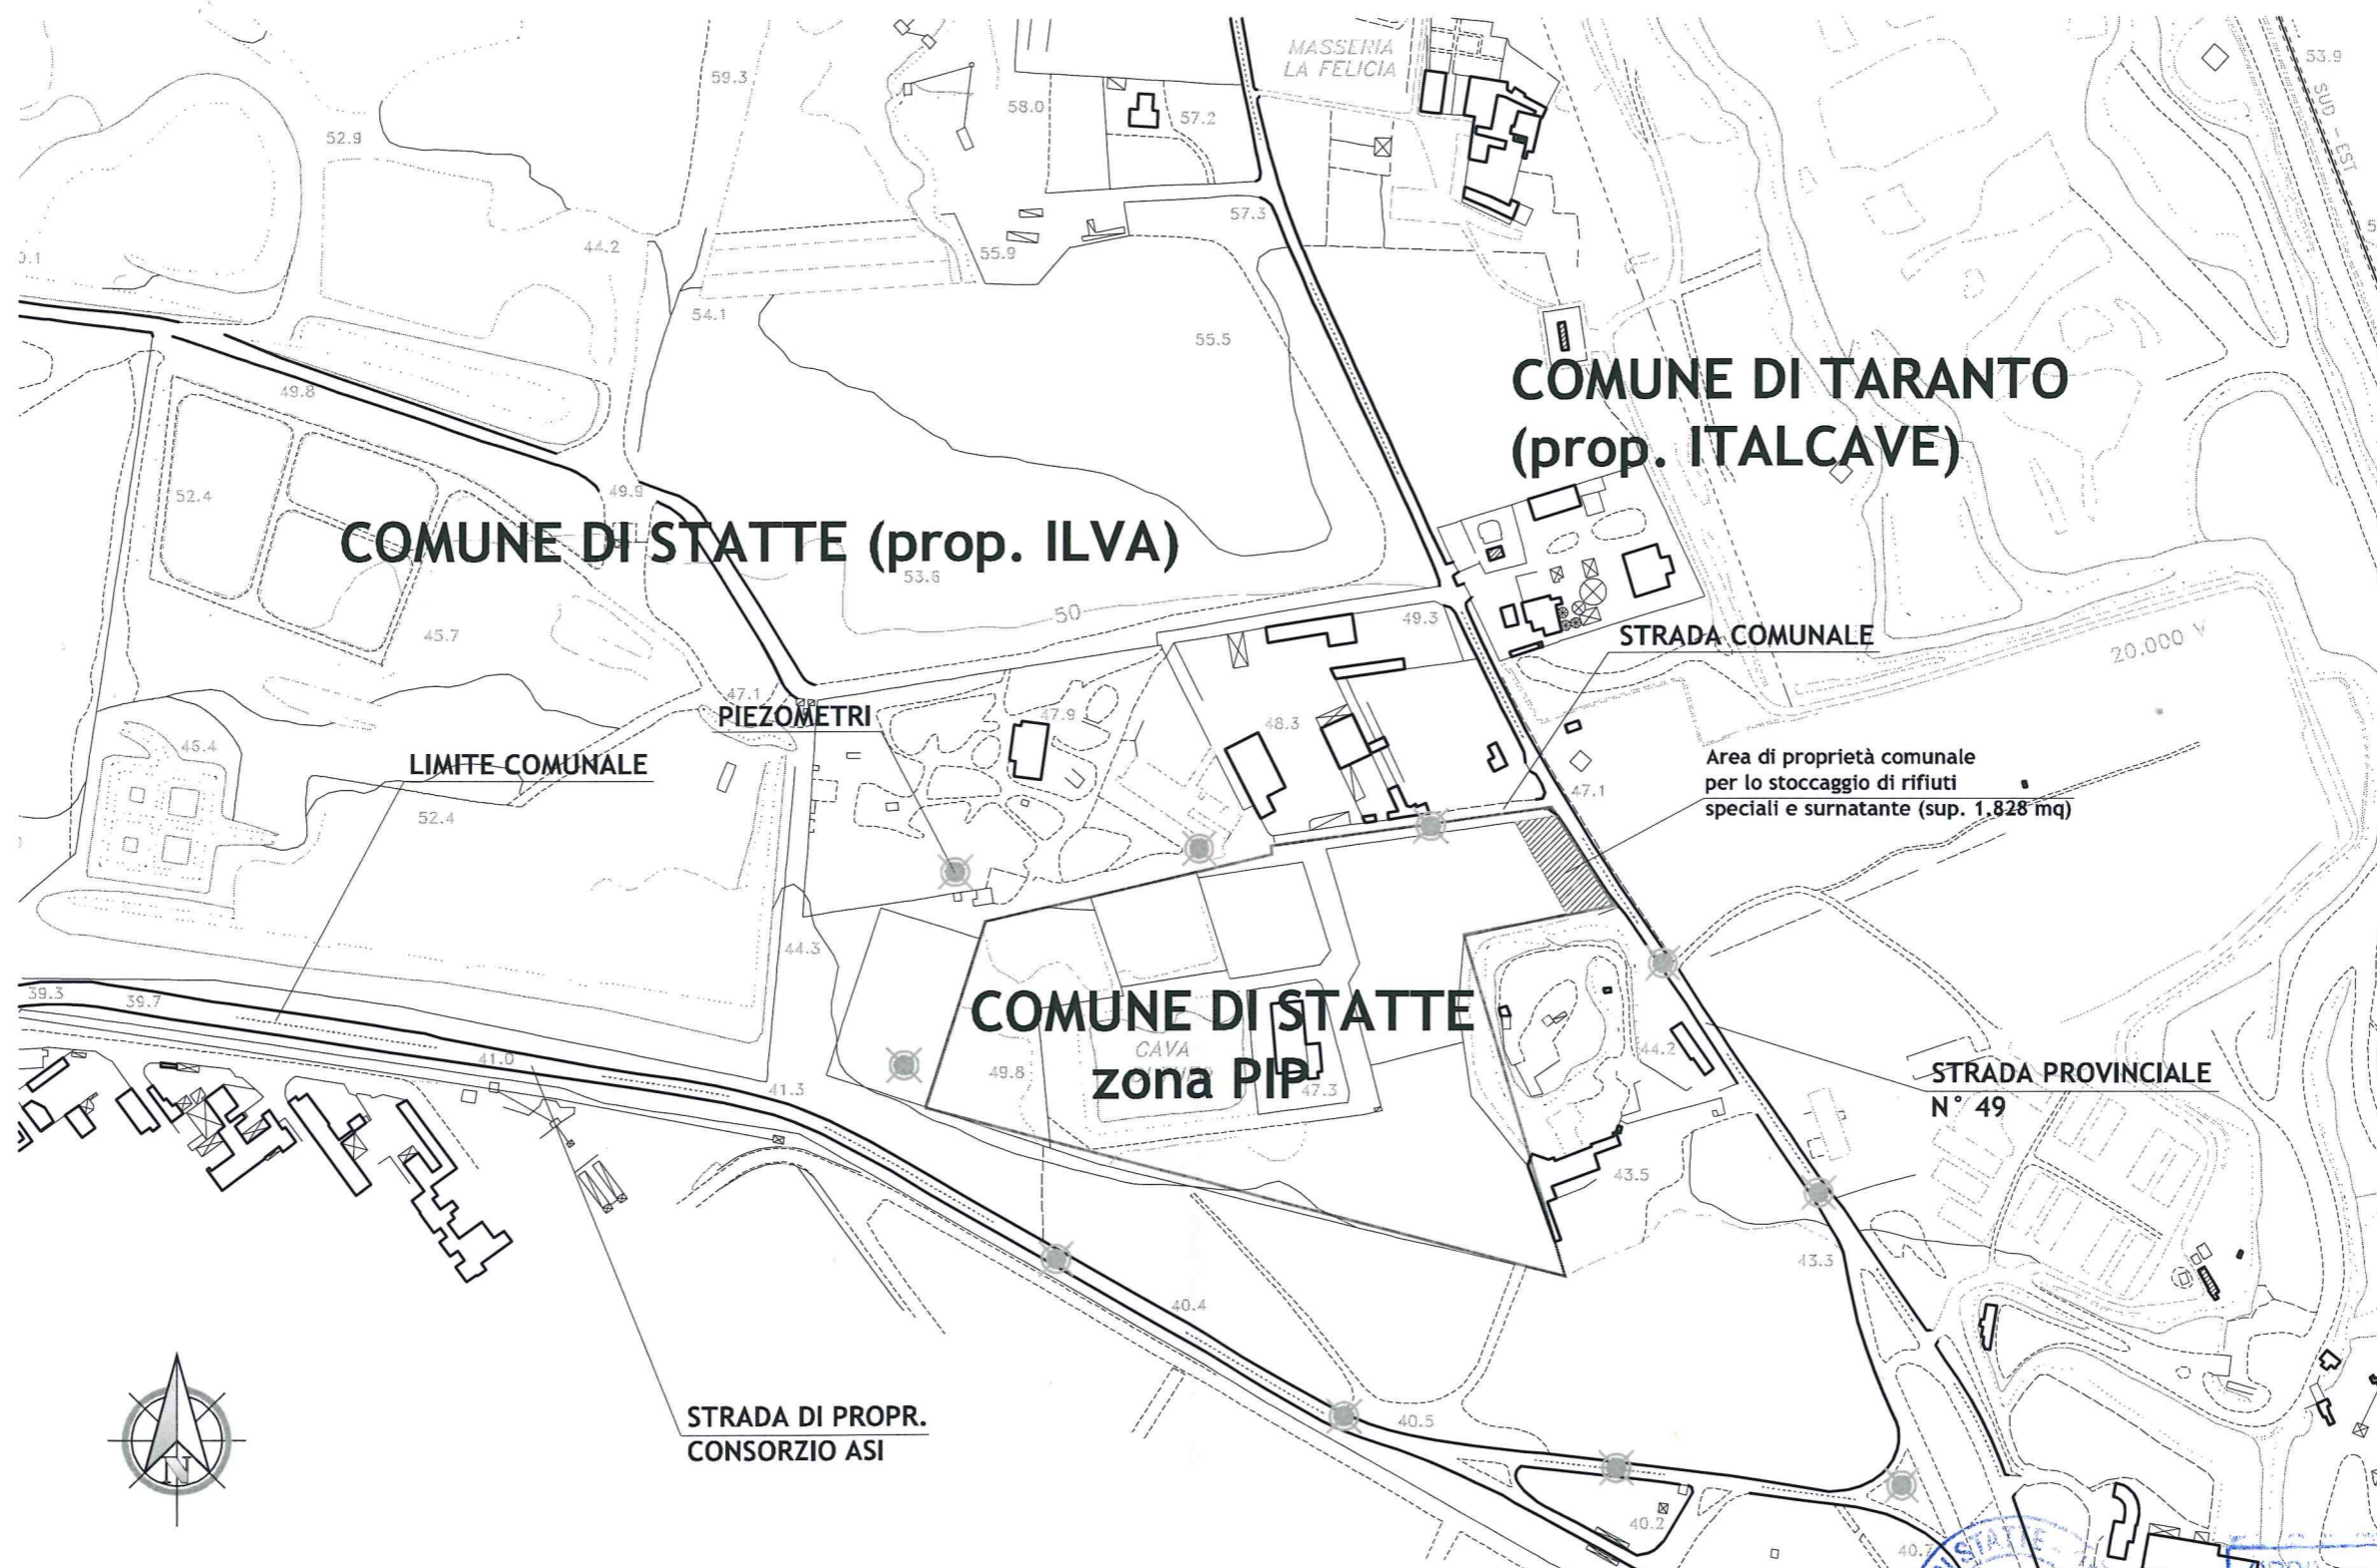 MASSERIA
LA FELICIA
53.9
SUD - EST
59.3
58.0
57.2
52.9
57.3
44.2
55.9
54.1
55.5
49.8
COMUNE DI TARANTO
(prop. ITALCAVE)
52.4
49.9
COMUNE DI STATTE (prop. ILVA)
53.6
50
49.3
45.7
STRADA COMUNALE
20.000 V
47.1
PIEZOMETRI
47.9
48.3
46.4
LIMITE COMUNALE
Area di proprietà comunale
per lo stoccaggio di rifiuti
speciali e surnatante (sup. 1.828 mq)
47.1
52.4
44.3
39.3
39.7
COMUNE DI STATTE
CAVA
zona PIP
49.8
47.3
44.2
41.0
41.3
STRADA PROVINCIALE
N° 49
43.5
43.3
40.4
STRADA DI PROPR.
CONSORZIO ASI
40.5
N
40.2
STATTE